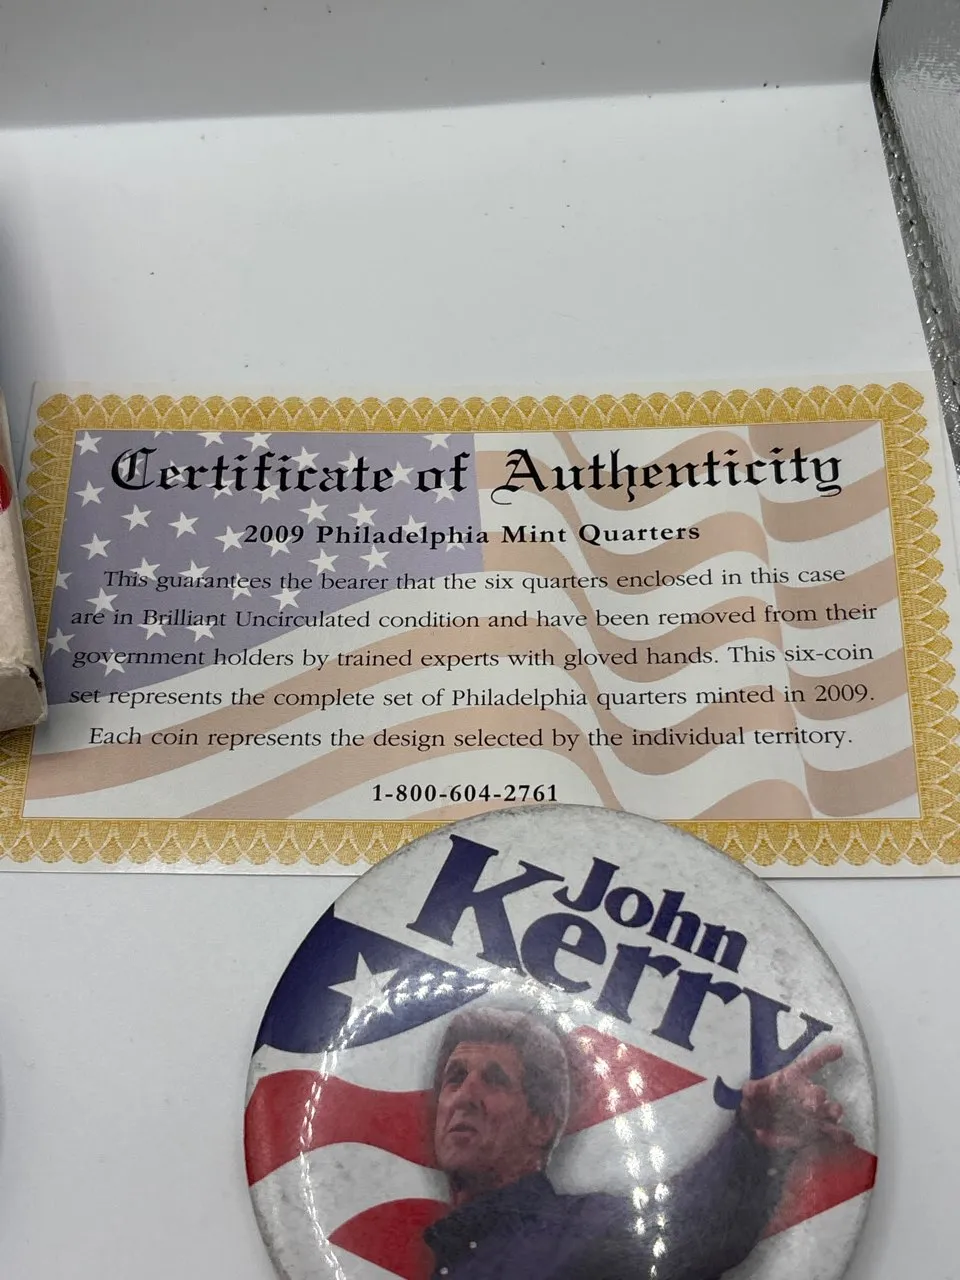 Certificate of Authenticity
2009 Philadelphia Mint Quarters
This guarantees the bearer that the six quarters enclosed in this case
are in Brilliant Uncirculated condition and have been removed from their
government holders by trained experts with gloved hands. This six-coin
set represents the complete set of Philadelphia quarters minted in 2009.
Each coin represents the design selected by the individual territory.
1-800-604-2761
John
Kerry